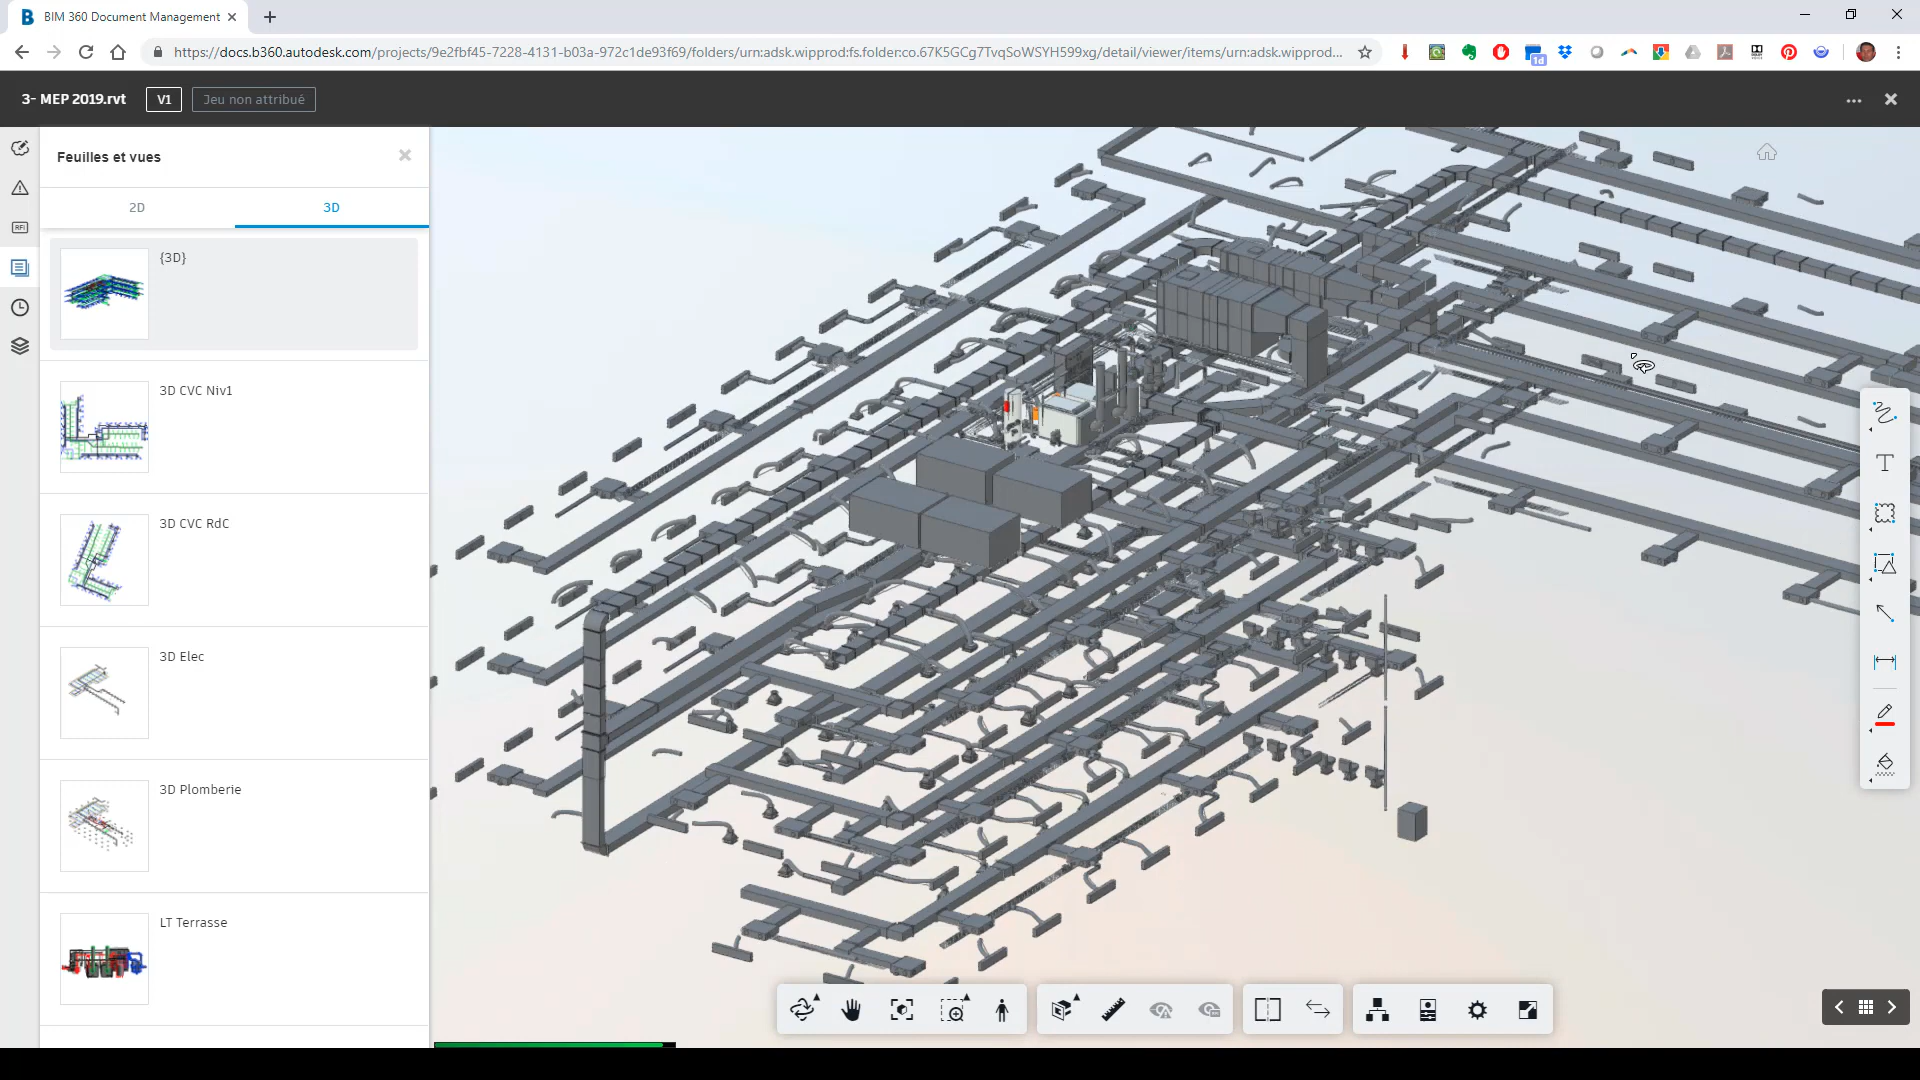 BIM 360 Document Management
https://docs.b360.autodesk.com/projects/9e2fbf45-7228-4131-b03a-972c1de93f69/folders/urn:adsk.wipprod:fs.folder:co.67K5GCg7TvqSoWSYH599xg/detail/viewer/items/urn:adsk.wipprod...
1d
3- MEP 2019.rvt V1 Jeu non attribué
Feuilles et vues
2D 3D
RFI
{3D}
3D CVC Niv1
3D CVC RdC
3D Elec
3D Plomberie
LT Terrasse